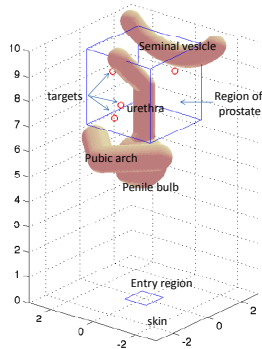 10
Seminal vesicle
9
8
targets
urethra
Region of
prostate
7
6
Pubic arch
5
Penile bulb
4
3
2
1
Entry region
0
skin
2
0
-2
-2
0
2